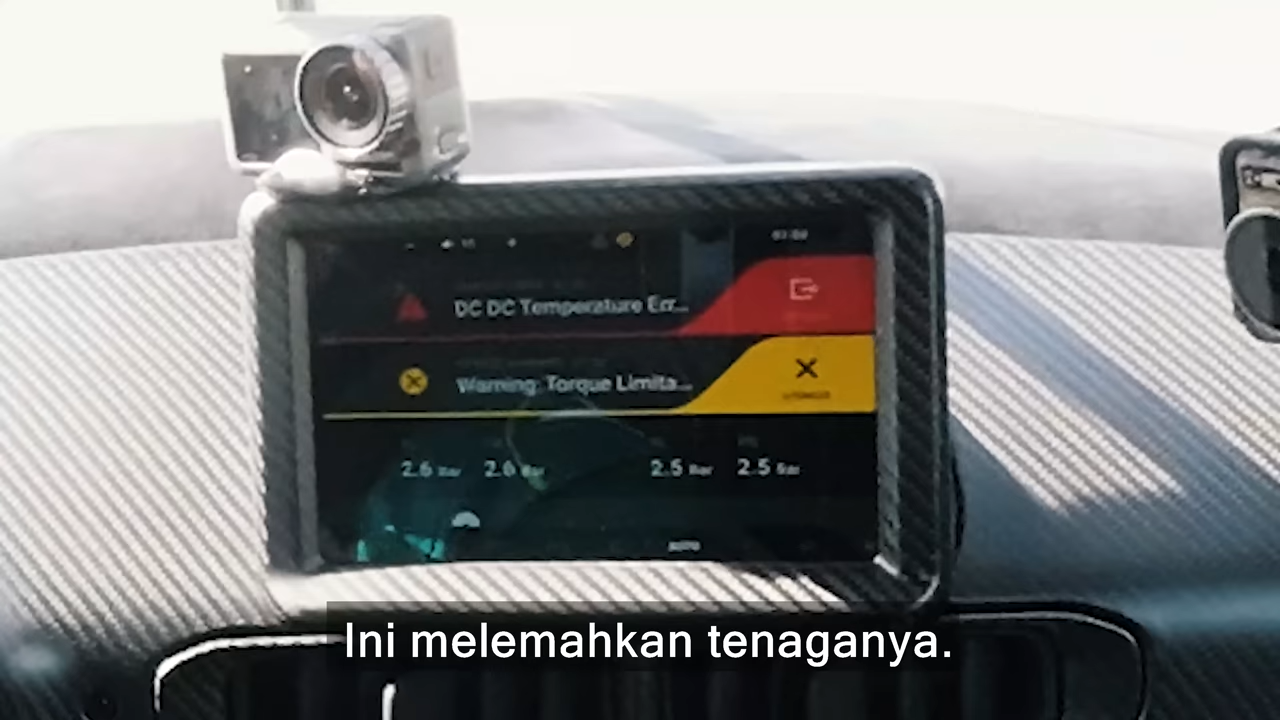 DC DC Temperature Err...
Warning: Torque Limita...
2.6 Bar 2.6 Bar 2.5 Bar 2.5 Bar
AUTO
Ini melemahkan tenaganya.